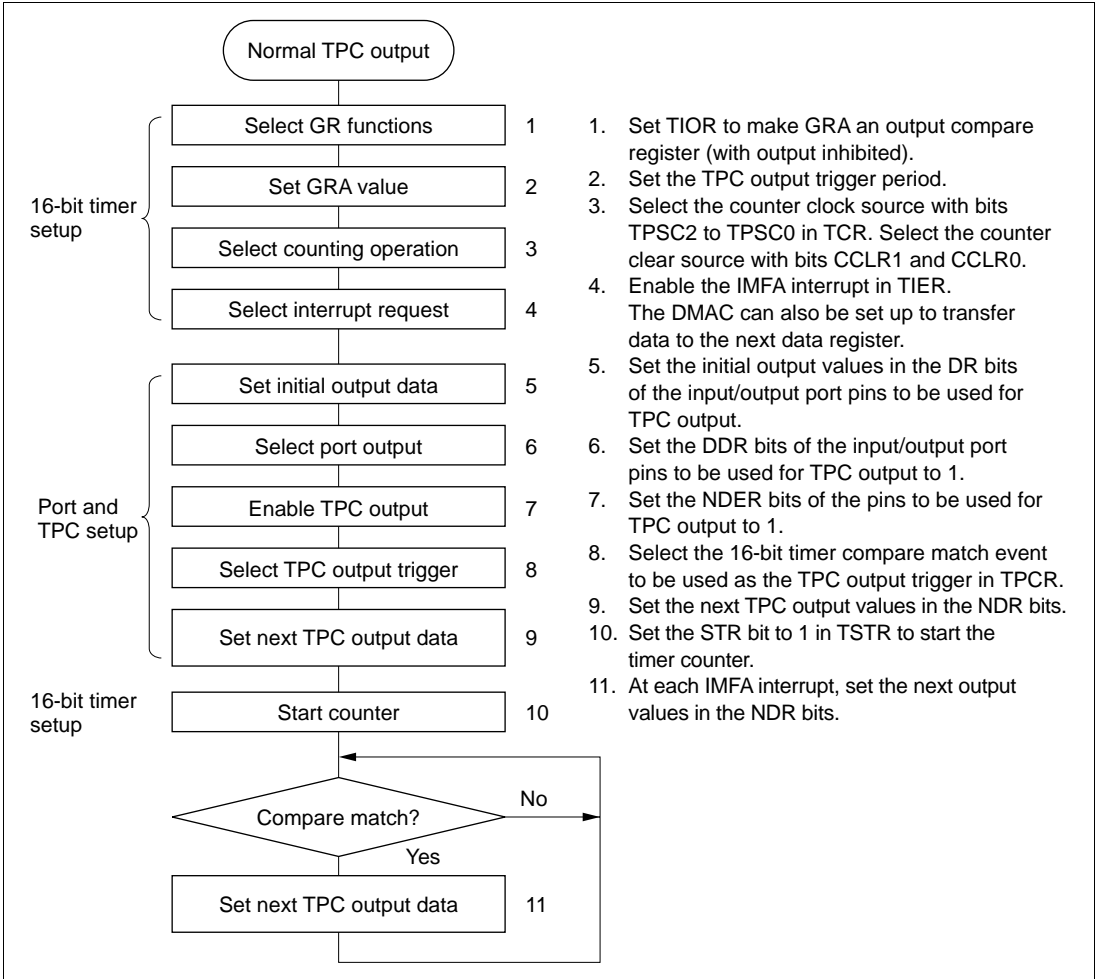 Normal TPC output
16-bit timer
setup
Select GR functions 1
Set GRA value 2
Select counting operation 3
Select interrupt request 4
Port and
TPC setup
Set initial output data 5
Select port output 6
Enable TPC output 7
Select TPC output trigger 8
Set next TPC output data 9
16-bit timer
setup
Start counter 10
Compare match?
No
Yes
Set next TPC output data 11
1. Set TIOR to make GRA an output compare
register (with output inhibited).
2. Set the TPC output trigger period.
3. Select the counter clock source with bits
TPSC2 to TPSC0 in TCR. Select the counter
clear source with bits CCLR1 and CCLR0.
4. Enable the IMFA interrupt in TIER.
The DMAC can also be set up to transfer
data to the next data register.
5. Set the initial output values in the DR bits
of the input/output port pins to be used for
TPC output.
6. Set the DDR bits of the input/output port
pins to be used for TPC output to 1.
7. Set the NDER bits of the pins to be used for
TPC output to 1.
8. Select the 16-bit timer compare match event
to be used as the TPC output trigger in TPCR.
9. Set the next TPC output values in the NDR bits.
10. Set the STR bit to 1 in TSTR to start the
timer counter.
11. At each IMFA interrupt, set the next output
values in the NDR bits.